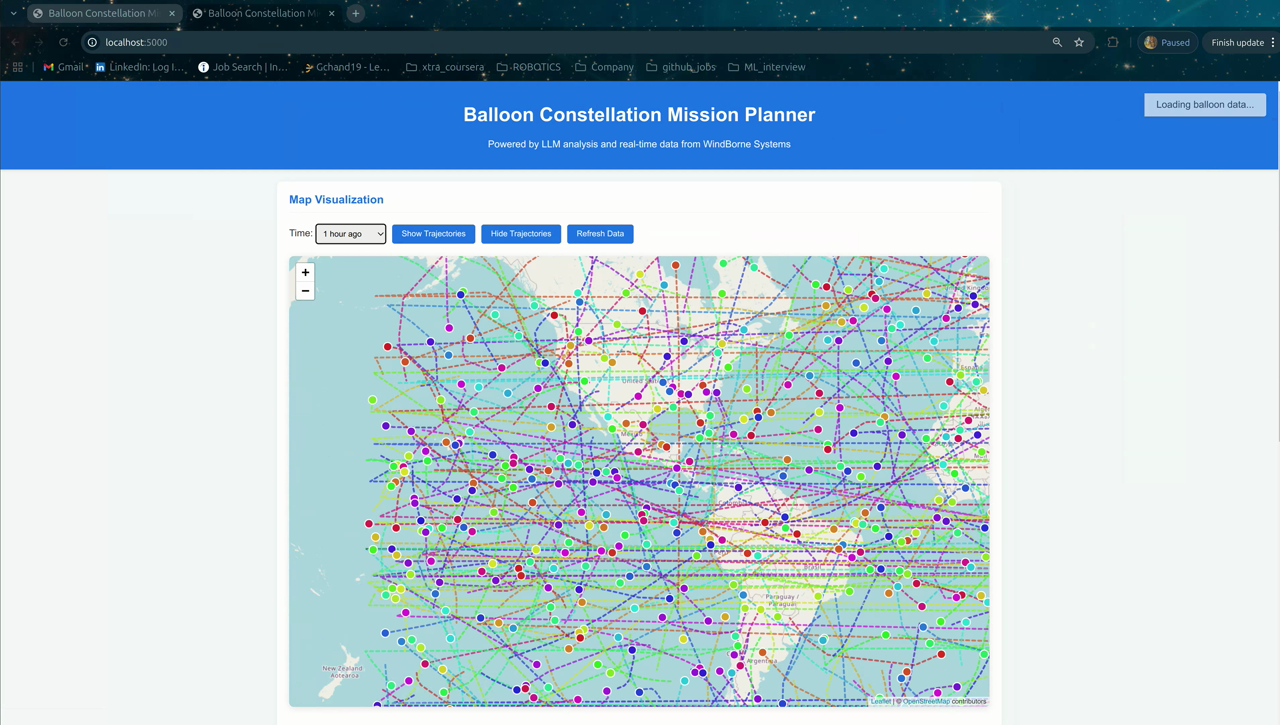 Balloon Constellation Mi
Balloon Constellation M
localhost:5000
Paused
Finish update
Gmail
LinkedIn: Log I...
Job Search | In...
Gchand19 - Le...
xtra_coursera
ROBOTICS
Company
github_jobs
ML_interview
Balloon Constellation Mission Planner
Powered by LLM analysis and real-time data from WindBorne Systems
Loading balloon data...
Map Visualization
Time:
1 hour ago
Show Trajectories
Hide Trajectories
Refresh Data
+
−
United States
Paraguay /
Paraguái
Argentina
New Zealand
Aotearoa
Leaflet | © OpenStreetMap contributors